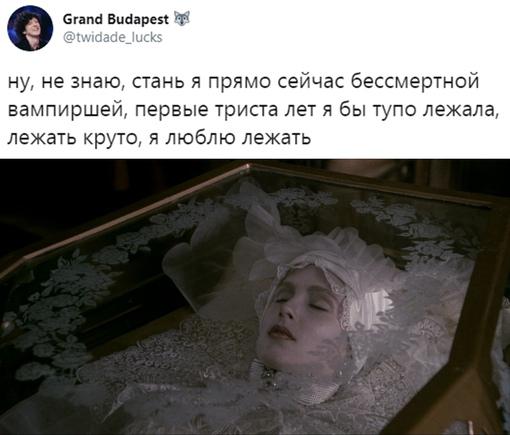 Grand Budapest 🐺
@twidade_lucks
ну, не знаю, стань я прямо сейчас бессмертной
вампиршей, первые триста лет я бы тупо лежала,
лежать круто, я люблю лежать